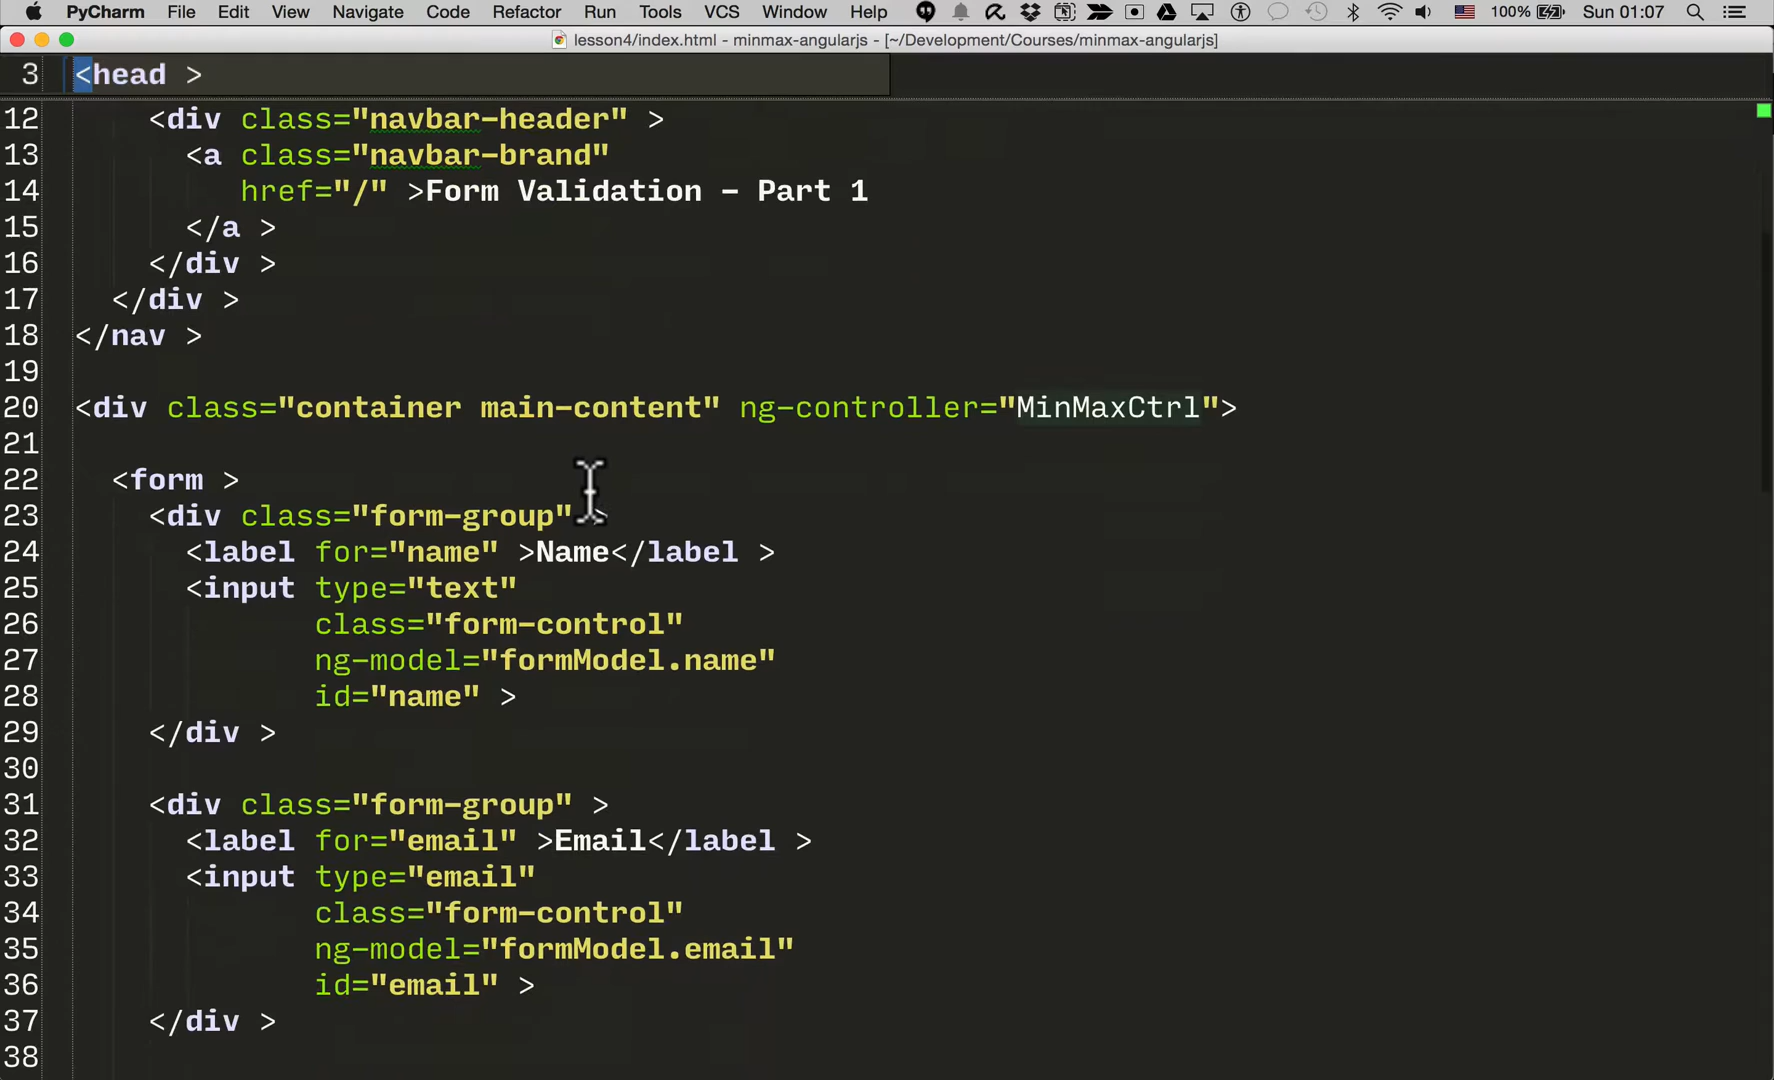 PyCharm File Edit View Navigate Code Refactor Run Tools VCS Window Help 100% Sun 01:07
lesson4/index.html - minmax-angularjs - [~/Development/Courses/minmax-angularjs]
3 <head >
12 <div class="navbar-header" >
13 <a class="navbar-brand"
14 href="/" >Form Validation - Part 1
15 </a >
16 </div >
17 </div >
18 </nav >
19
20 <div class="container main-content" ng-controller="MinMaxCtrl">
21
22 <form >
23 <div class="form-group" >
24 <label for="name" >Name</label >
25 <input type="text"
26 class="form-control"
27 ng-model="formModel.name"
28 id="name" >
29 </div >
30
31 <div class="form-group" >
32 <label for="email" >Email</label >
33 <input type="email"
34 class="form-control"
35 ng-model="formModel.email"
36 id="email" >
37 </div >
38